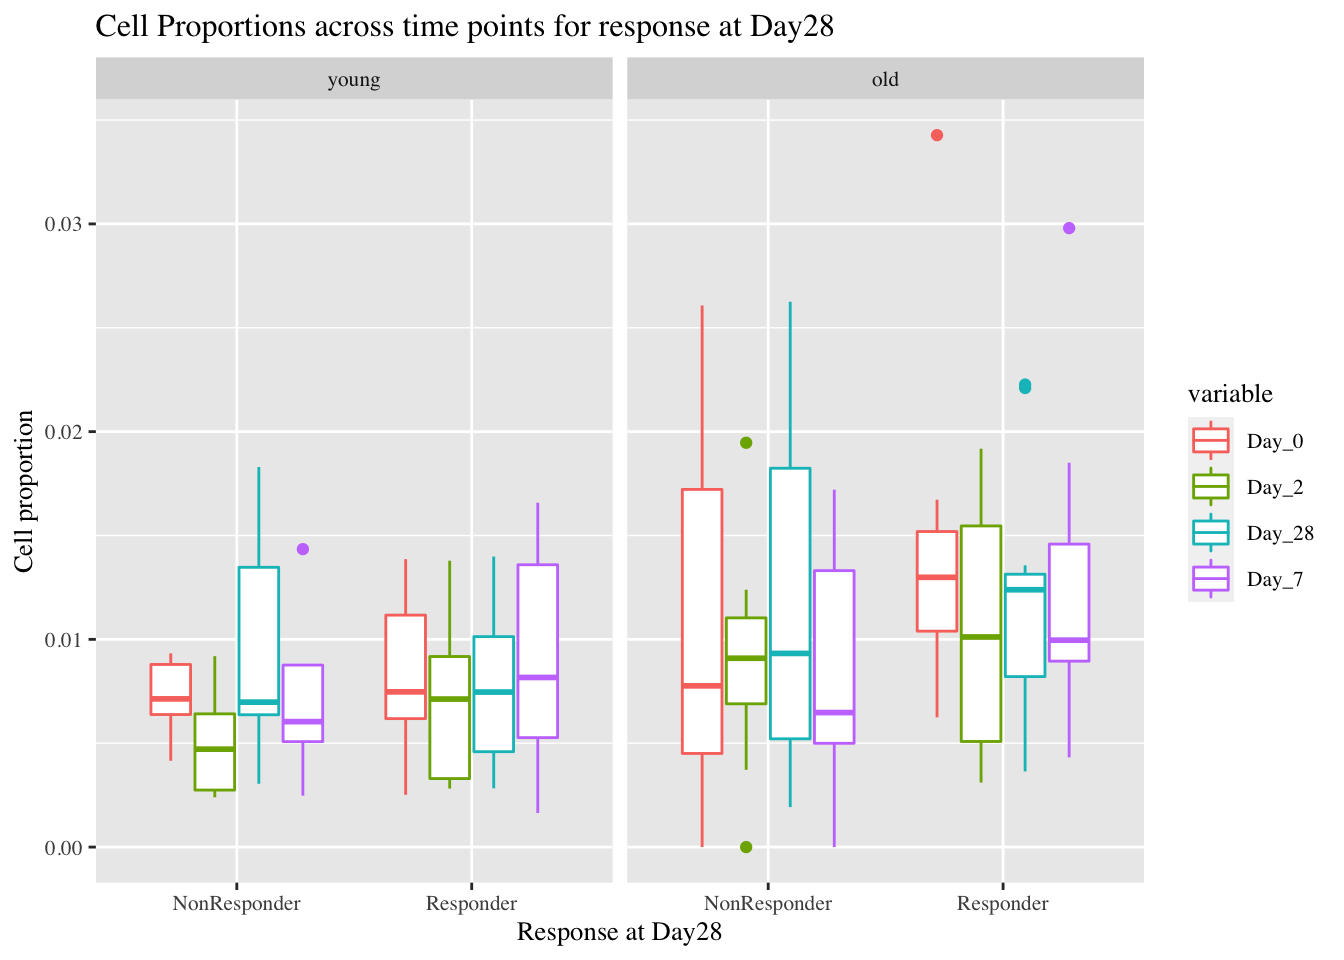 Cell Proportions across time points for response at Day28
young
old
0.03
0.02
0.01
0.00
Cell proportion
NonResponder
Responder
NonResponder
Responder
Response at Day28
variable
Day_0
Day_2
Day_28
Day_7